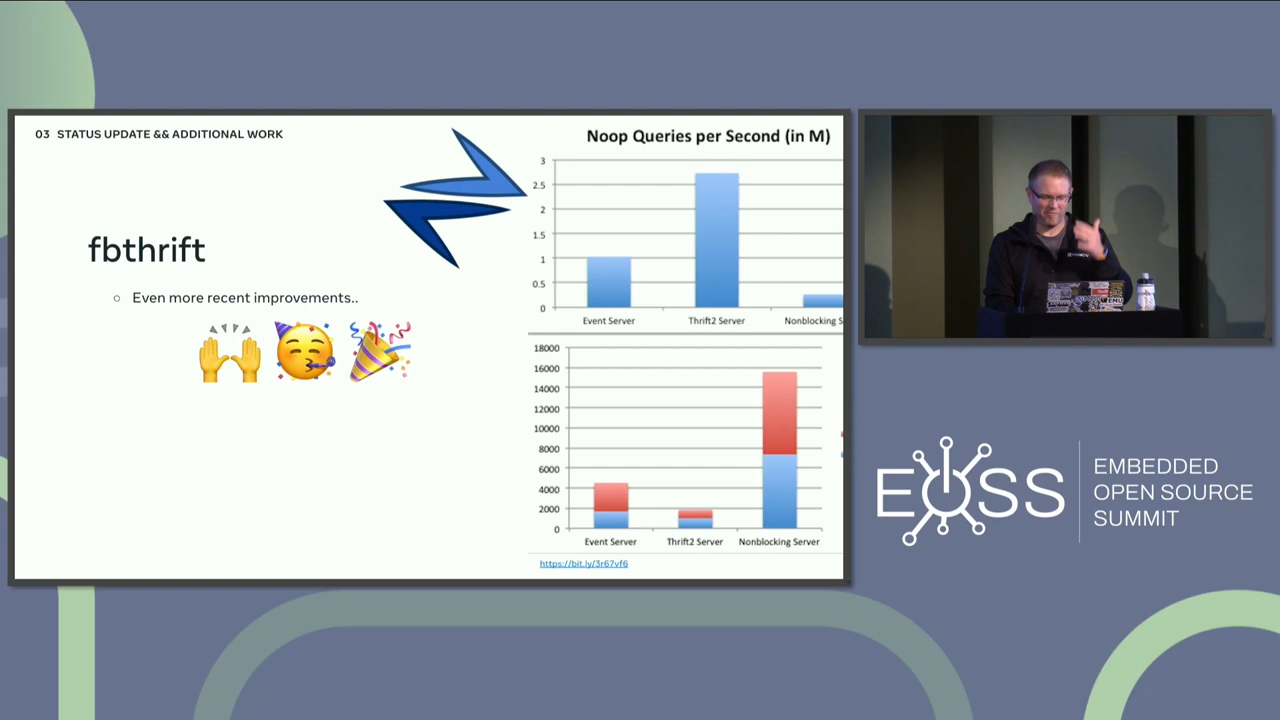 03 STATUS UPDATE && ADDITIONAL WORK
fbthrift
Even more recent improvements..
Noop Queries per Second (in M)
3
2.5
2
1.5
1
0.5
0
Event Server
Thrift2 Server
Nonblocking S
18000
16000
14000
12000
10000
8000
6000
4000
2000
0
Event Server
Thrift2 Server
Nonblocking Server
https://bit.ly/3r67vf6
EOSS
EMBEDDED
OPEN SOURCE
SUMMIT